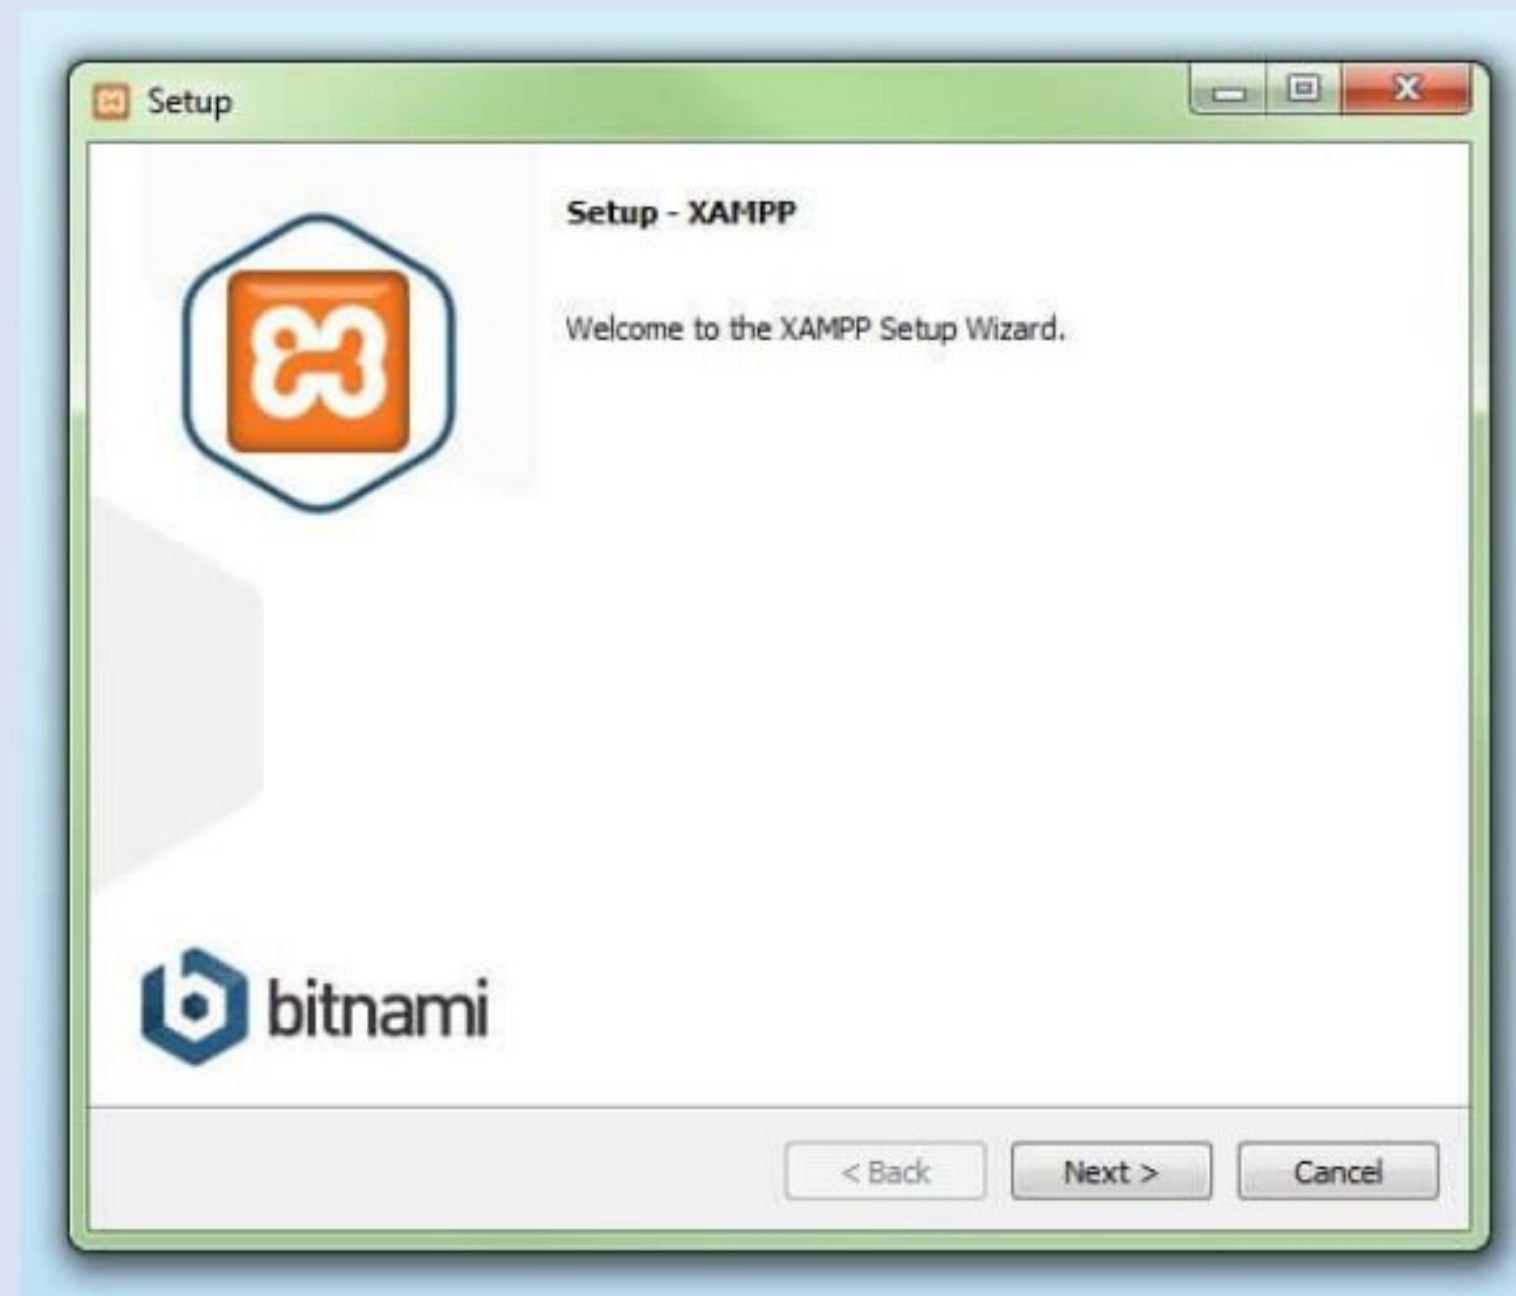 Setup
Setup - XAMPP
Welcome to the XAMPP Setup Wizard.
bitnami
< Back
Next >
Cancel